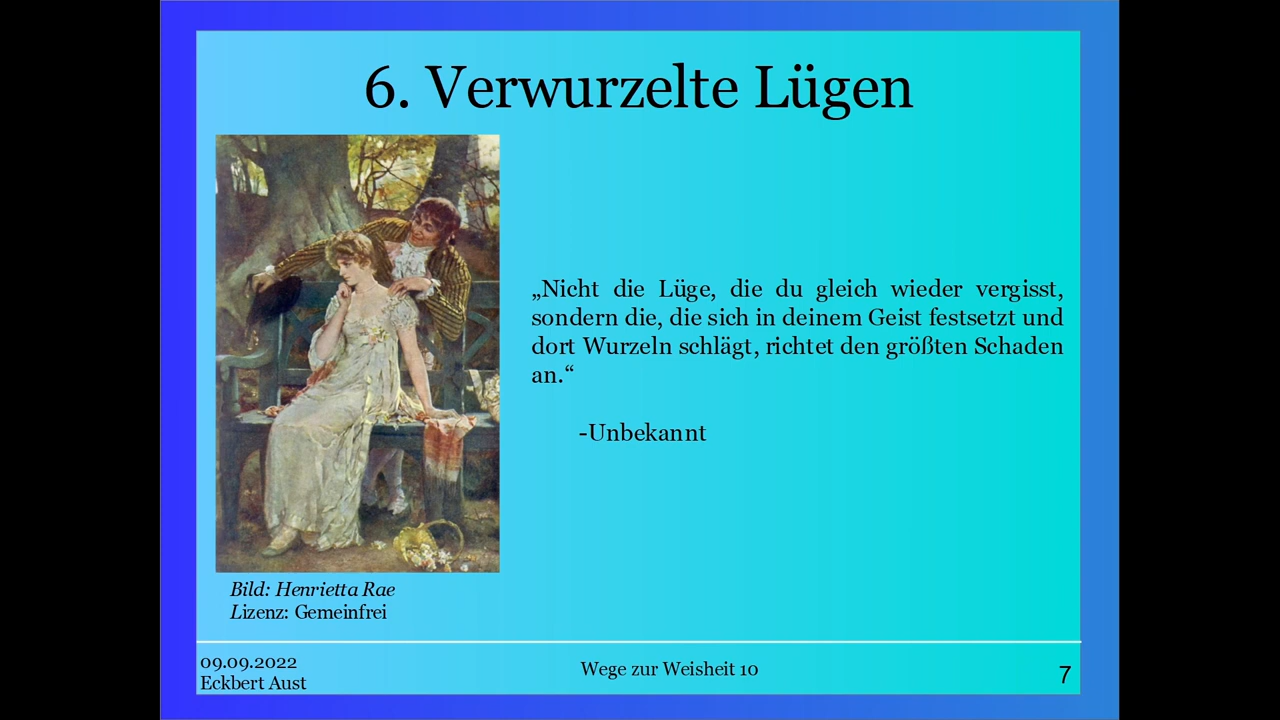 6. Verwurzelte Lügen
„Nicht die Lüge, die du gleich wieder vergisst,
sondern die, die sich in deinem Geist festsetzt und
dort Wurzeln schlägt, richtet den größten Schaden
an.“
-Unbekannt
Bild: Henrietta Rae
Lizenz: Gemeinfrei
09.09.2022
Eckbert Aust
Wege zur Weisheit 10
7